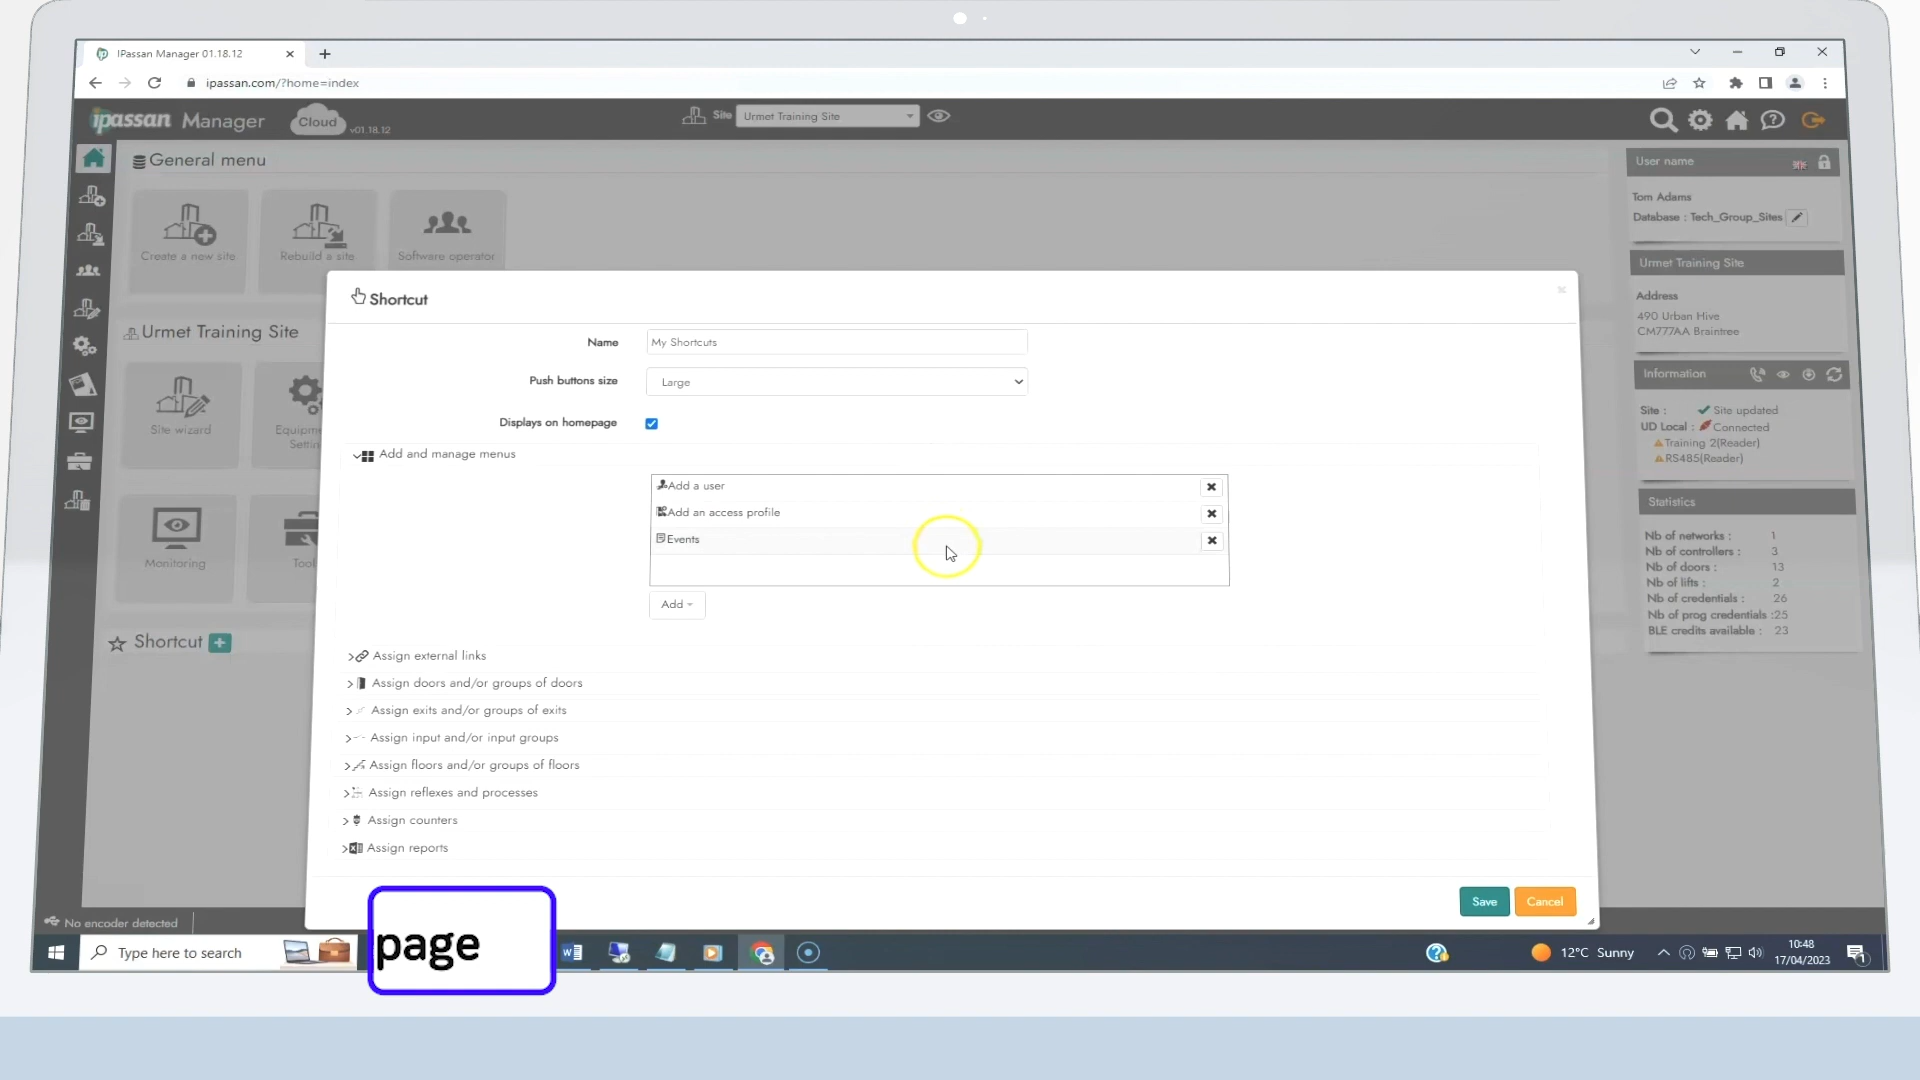 IPassan Manager 01.18.12
ipassan.com/?home=index
ipassan Manager Cloud v01.18.12
Site Urmet Training Site
General menu
Create a new site
Rebuild a site
Software operator
Urmet Training Site
Site wizard
Equipm
Settin
Monitoring
Tool
Shortcut
Shortcut
Name My Shortcuts
Push buttons size Large
Displays on homepage
Add and manage menus
Add a user
Add an access profile
Events
Add
Assign external links
Assign doors and/or groups of doors
Assign exits and/or groups of exits
Assign input and/or input groups
Assign floors and/or groups of floors
Assign reflexes and processes
Assign counters
Assign reports
Save Cancel
User name
Tom Adams
Database : Tech_Group_Sites
Urmet Training Site
Address
490 Urban Hive
CM777AA Braintree
Information
Site : Site updated
UD Local : Connected
Training 2(Reader)
RS485(Reader)
Statistics
Nb of networks : 1
Nb of controllers : 3
Nb of doors : 13
Nb of lifts : 2
Nb of credentials : 26
Nb of prog credentials :25
BLE credits available : 23
No encoder detected
Type here to search
page
12°C Sunny
10:48
17/04/2023